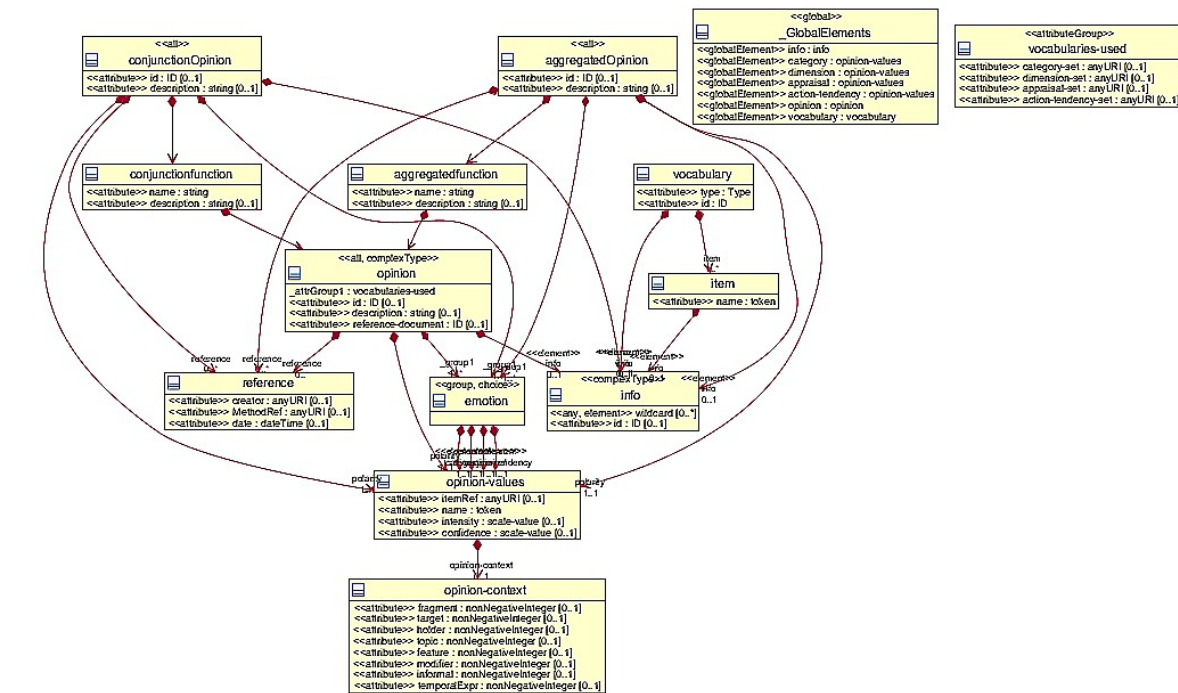 <<all>>
conjunctionOpinion
<<attribute>> id : ID [0..1]
<<attribute>> description : string [0..1]
<<all>>
aggregatedOpinion
<<attribute>> id : ID [0..1]
<<attribute>> description : string [0..1]
<<global>>
_GlobalElements
<<globalElement>> info : info
<<globalElement>> category : opinion-values
<<globalElement>> dimension : opinion-values
<<globalElement>> appraisal : opinion-values
<<globalElement>> action-tendency : opinion-values
<<globalElement>> opinion : opinion
<<globalElement>> vocabulary : vocabulary
<<attributeGroup>>
vocabularies-used
<<attribute>> category-set : anyURI [0..1]
<<attribute>> dimension-set : anyURI [0..1]
<<attribute>> appraisal-set : anyURI [0..1]
<<attribute>> action-tendency-set : anyURI [0..1]
conjunctionfunction
<<attribute>> name : string
<<attribute>> description : string [0..1]
aggregatedfunction
<<attribute>> name : string
<<attribute>> description : string [0..1]
vocabulary
<<attribute>> type : Type
<<attribute>> id : ID
<<all, complexType>>
opinion
_attrGroup1 : vocabularies-used
<<attribute>> id : ID [0..1]
<<attribute>> description : string [0..1]
<<attribute>> reference-document : ID [0..1]
item
item
<<attribute>> name : token
reference
reference
reference
reference
<<attribute>> creator : anyURI [0..1]
<<attribute>> MethodRef : anyURI [0..1]
<<attribute>> date : dateTime [0..1]
_group1
<<group, choice>>
emotion
<<element>>
info
0..1
<<element>>
info
0..1
<<complexType>>
info
<<any, element>> wildcard [0..*]
<<attribute>> id : ID [0..1]
polarity
polarity
polarity
1..1
opinion-values
<<attribute>> itemRef : anyURI [0..1]
<<attribute>> name : token
<<attribute>> intensity : scale-value [0..1]
<<attribute>> confidence : scale-value [0..1]
opinion-context
opinion-context
<<attribute>> fragment : nonNegativeInteger [0..1]
<<attribute>> target : nonNegativeInteger [0..1]
<<attribute>> holder : nonNegativeInteger [0..1]
<<attribute>> topic : nonNegativeInteger [0..1]
<<attribute>> feature : nonNegativeInteger [0..1]
<<attribute>> modifier : nonNegativeInteger [0..1]
<<attribute>> informal : nonNegativeInteger [0..1]
<<attribute>> temporalExpr : nonNegativeInteger [0..1]